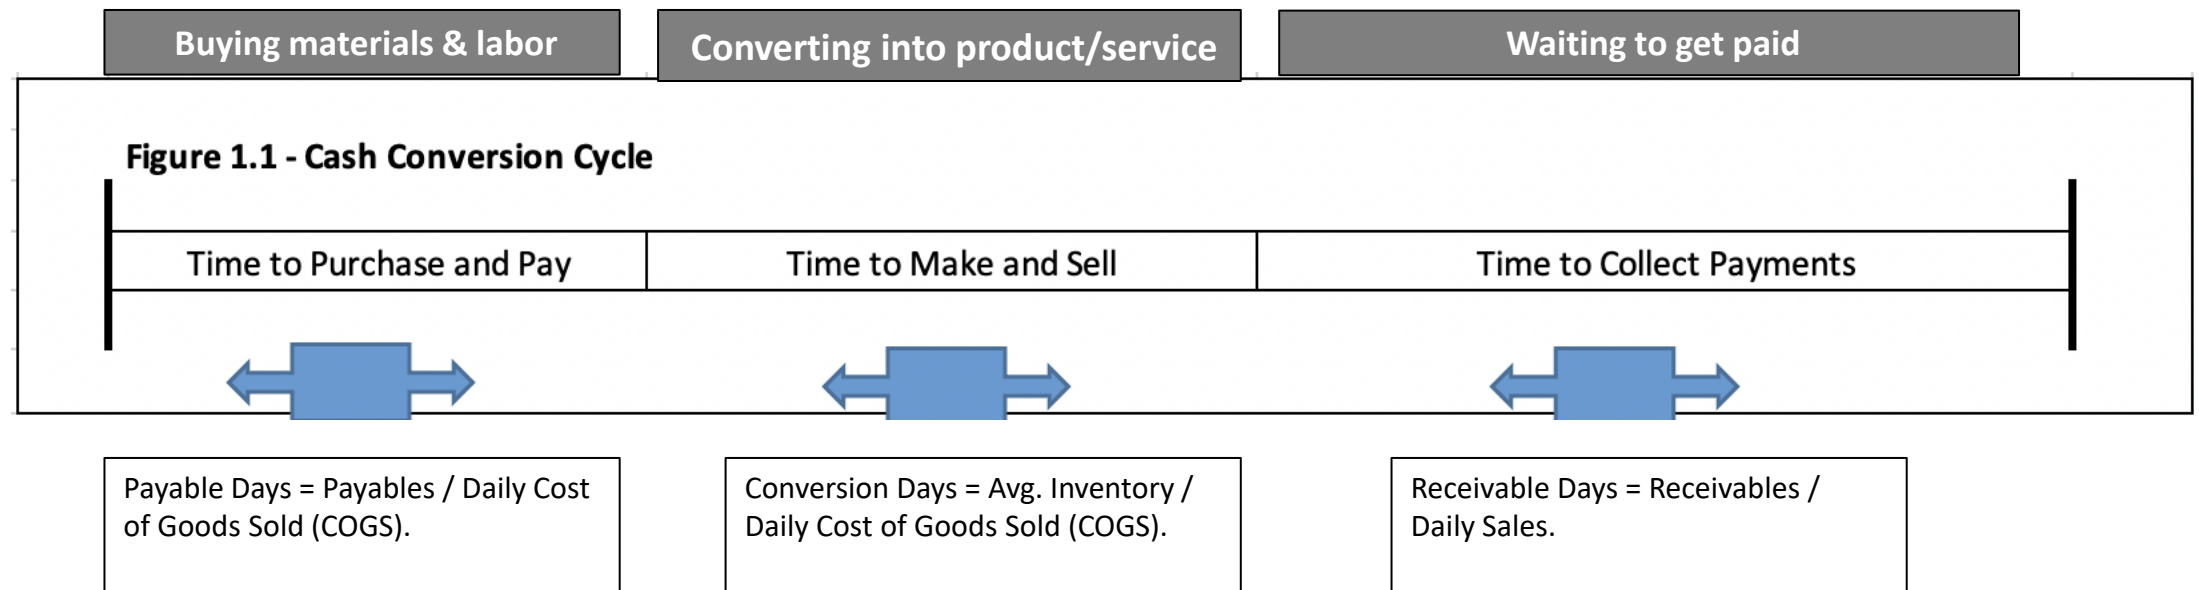 Buying materials & labor
Converting into product/service
Waiting to get paid
Figure 1.1 - Cash Conversion Cycle
Time to Purchase and Pay
Time to Make and Sell
Time to Collect Payments
Payable Days = Payables / Daily Cost
of Goods Sold (COGS).
Conversion Days = Avg. Inventory /
Daily Cost of Goods Sold (COGS).
Receivable Days = Receivables /
Daily Sales.